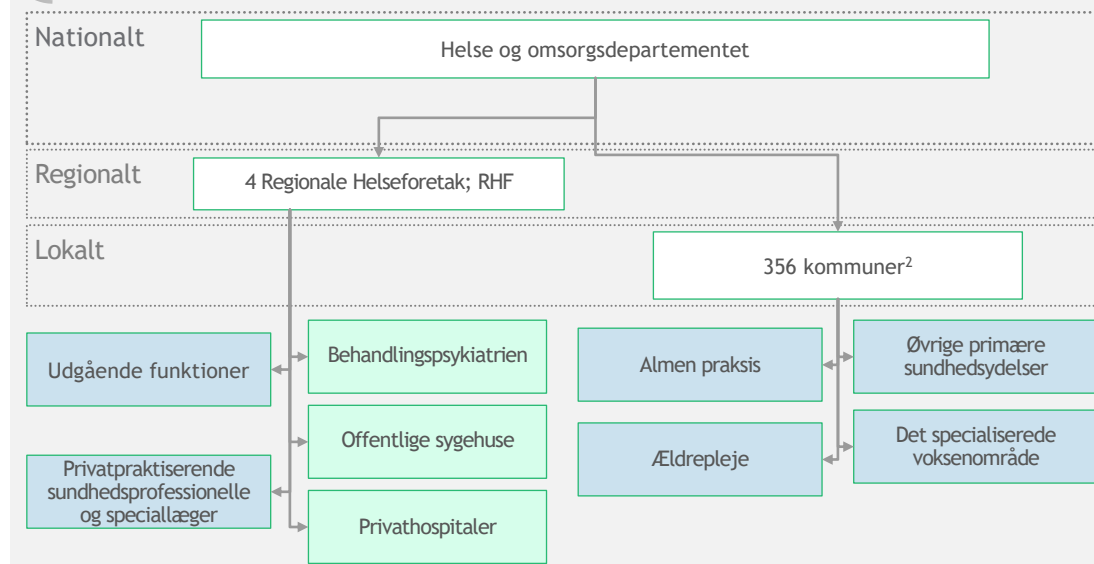 Nationalt
Helse og omsorgsdepartementet
Regionalt
4 Regionale Helseforetak; RHF
Lokalt
356 kommuner²
Udgående funktioner
Behandlingspsykiatrien
Almen praksis
Øvrige primære
sundhedsydelser
Offentlige sygehuse
Ældrepleje
Det specialiserede
voksenområde
Privatpraktiserende
sundhedsprofessionelle
og speciallæger
Privathospitaler